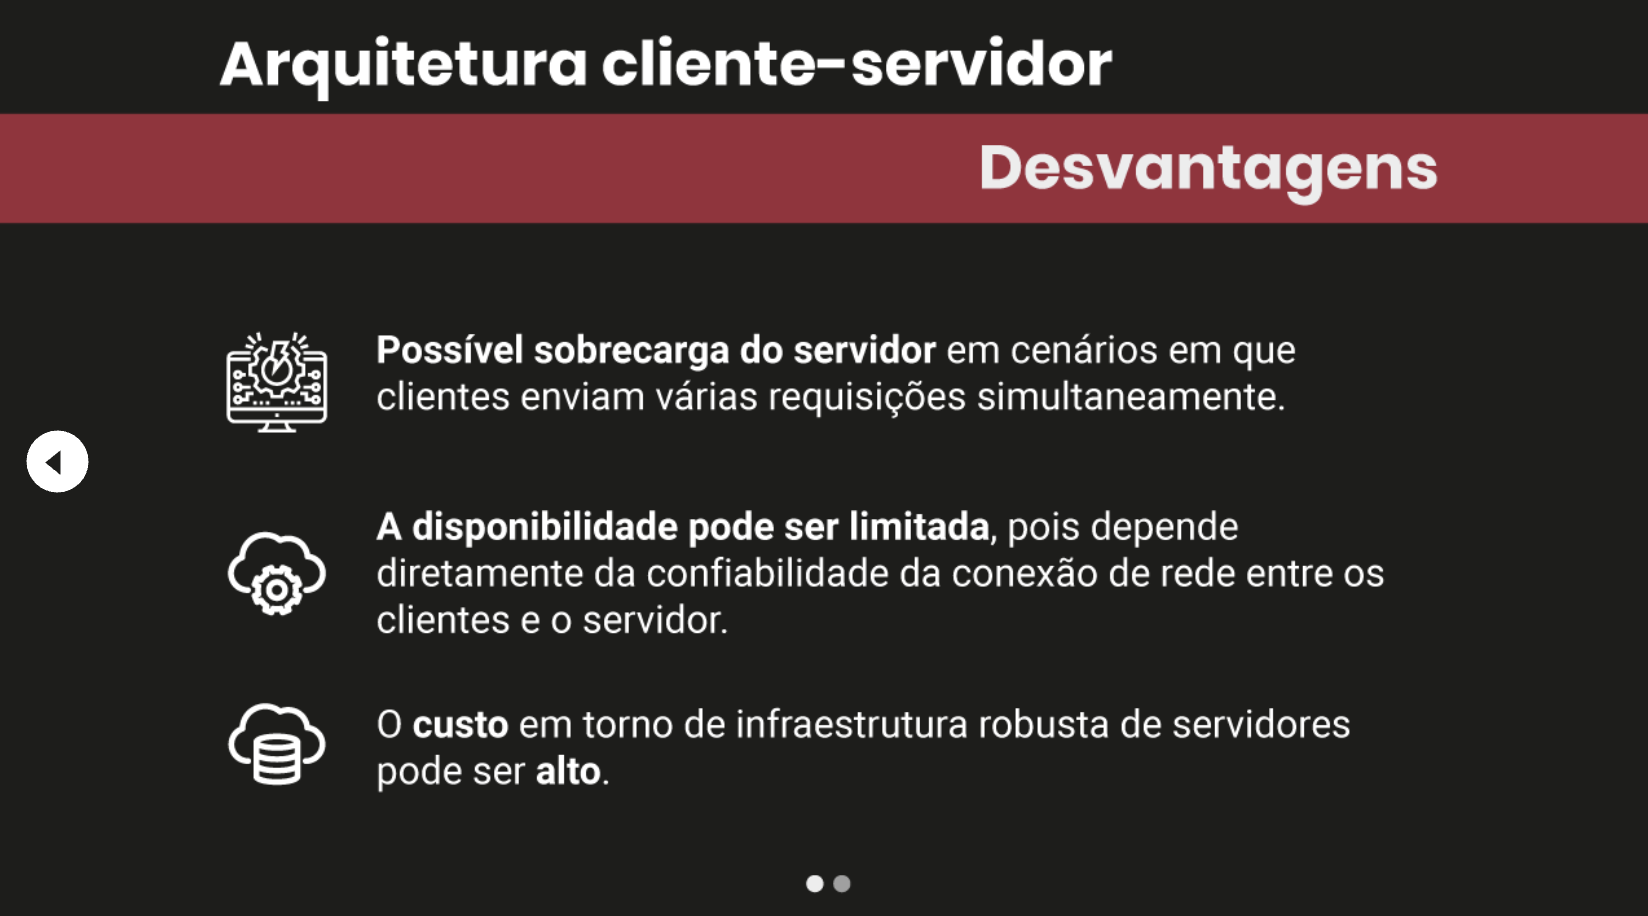 Arquitetura cliente-servidor
Desvantagens
Possível sobrecarga do servidor em cenários em que
clientes enviam várias requisições simultaneamente.
A disponibilidade pode ser limitada, pois depende
diretamente da confiabilidade da conexão de rede entre os
clientes e o servidor.
O custo em torno de infraestrutura robusta de servidores
pode ser alto.